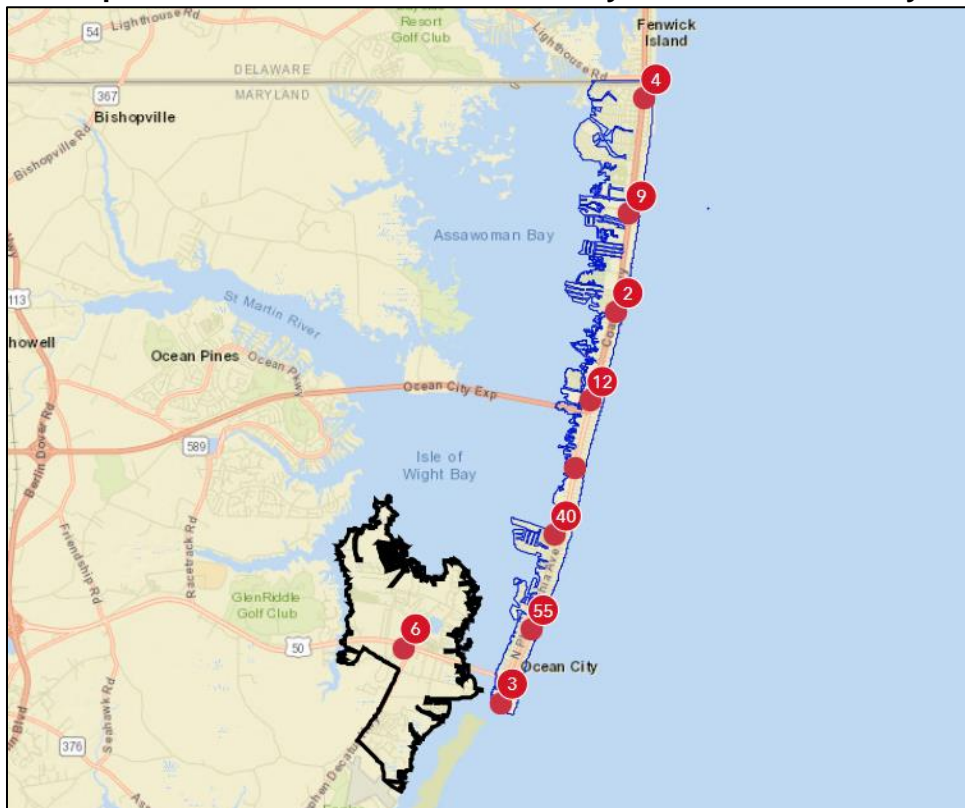 Fenwick
Island
Resort
Golf Club
Lighthouse Rd
Lighthouse Rd
54
DELAWARE
MARYLAND
4
367
Bishopville
Bishopville Rd
9
Assawoman Bay
2
113
St Martin River
howell
Ocean Pines
Ocean Pkwy
12
Ocean City Exp
589
Isle of
Wight Bay
Berlin Dover Rd
Friendship Rd
Racetrack Rd
40
GlenRiddle
Golf Club
55
6
50
Ocean City
3
Seahawk Rd
376